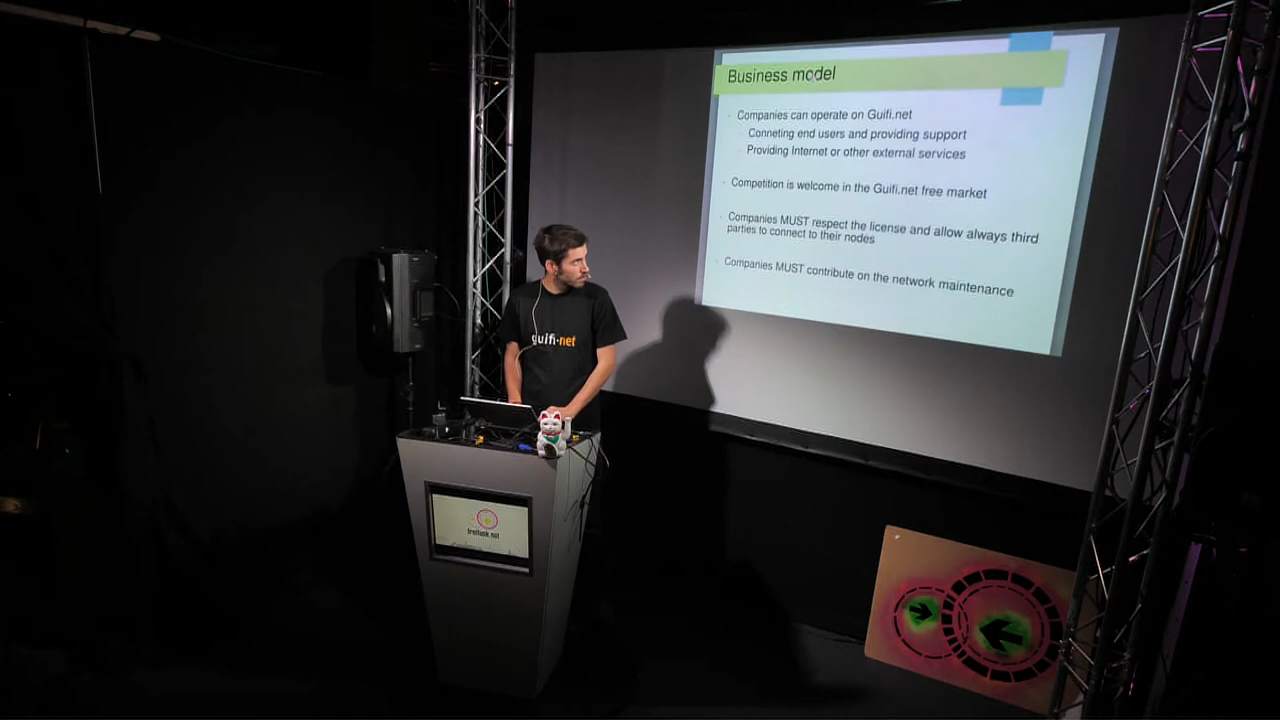 Business model
Companies can operate on Guifi.net
Conneting end users and providing support
Providing Internet or other external services
Competition is welcome in the Guifi.net free market
Companies MUST respect the license and allow always third
parties to connect to their nodes
Companies MUST contribute on the network maintenance
guifi·net
freifunk.net